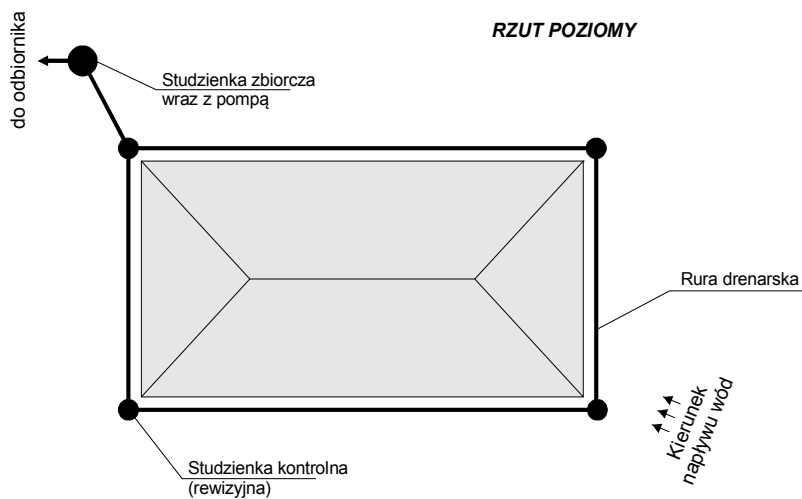 RZUT POZIOMY
do odbiornika
Studzienka zbiorcza
wraz z pompą
Rura drenarska
Kierunek
napływu wód
Studzienka kontrolna
(rewizyjna)